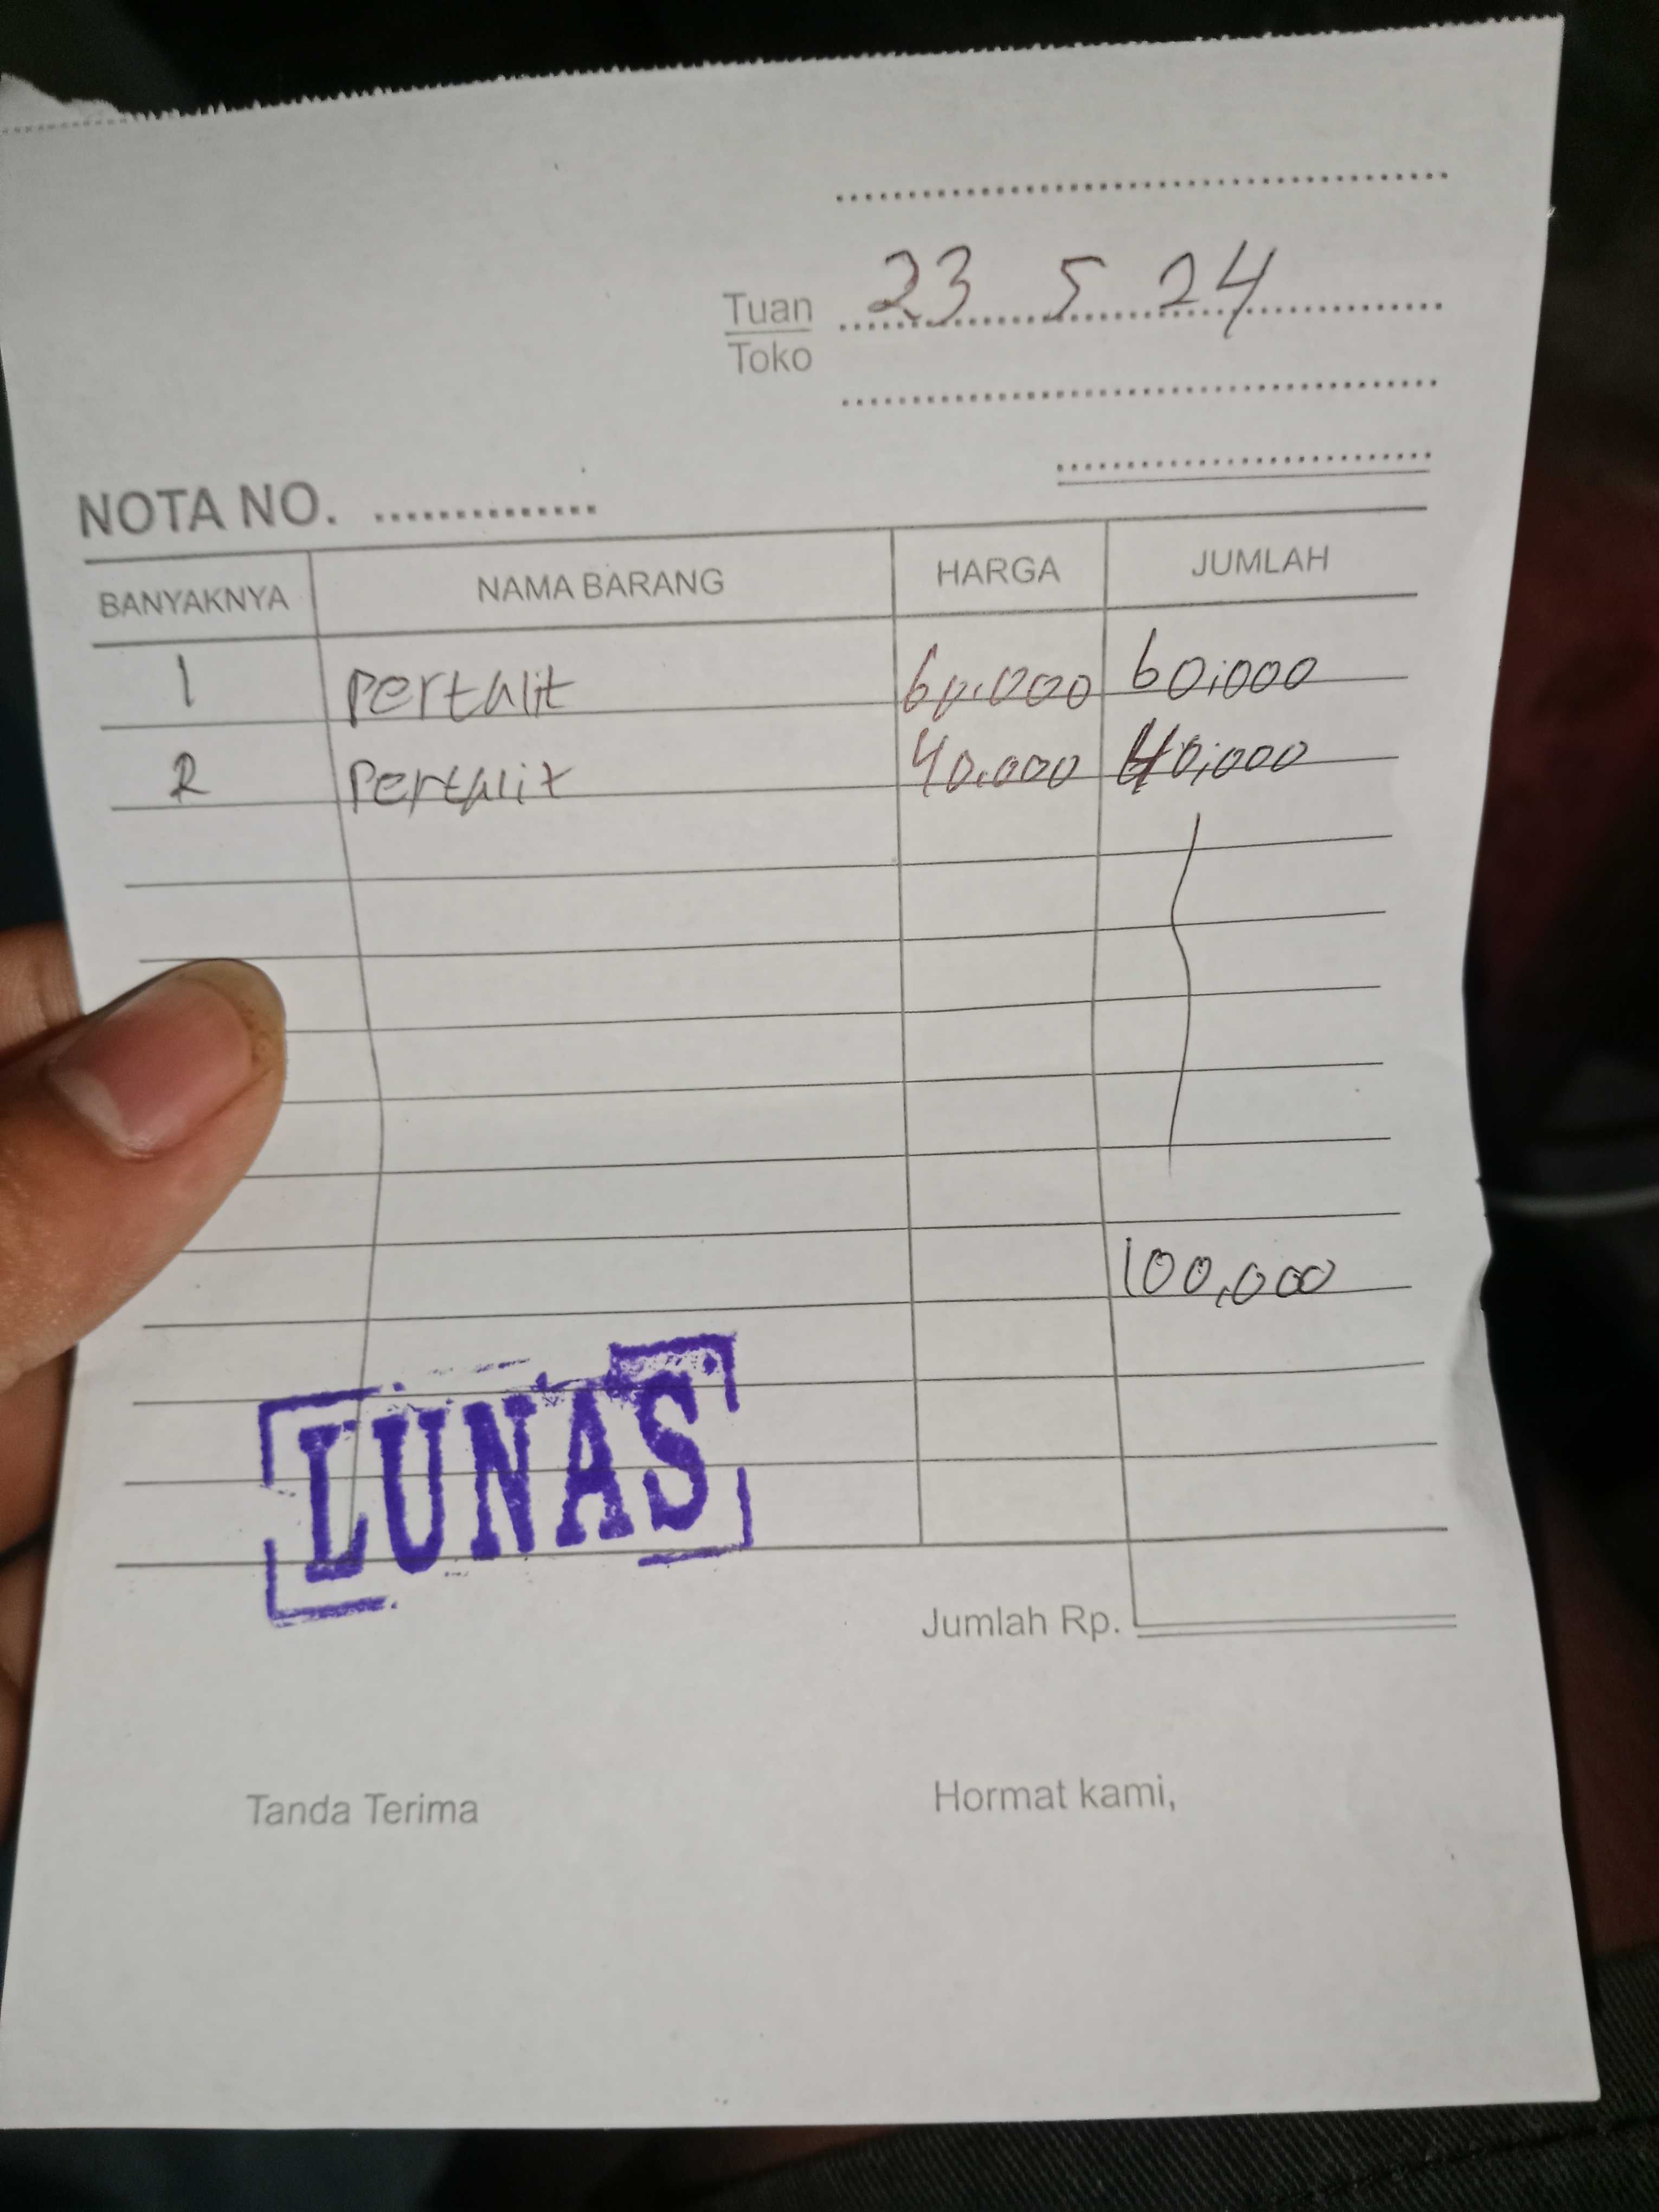 23 5 24
Tuan
Toko
NOTA NO.
BANYAKNYA NAMA BARANG HARGA JUMLAH
1 Pertalit 60.000 60.000
2 Pertalit 40.000 40.000
100,000
LUNAS
Jumlah Rp.
Tanda Terima Hormat kami,